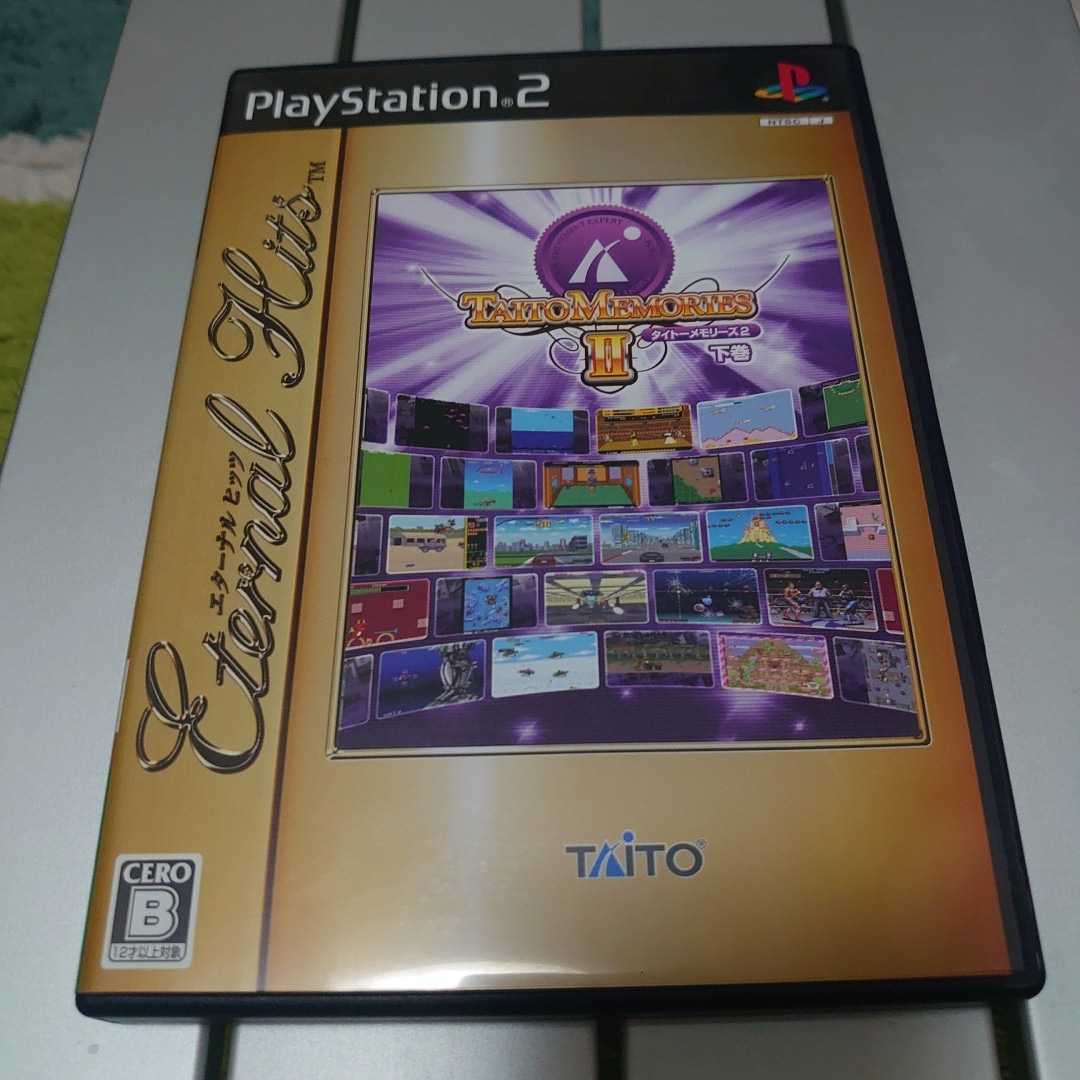 PlayStation®2
NTSC J
Eternal Hits™
エターナルヒッツ
TAITO MEMORIES
II
タイトーメモリーズ2
下巻
TAITO
TAITO®
CERO
B
12才以上対象